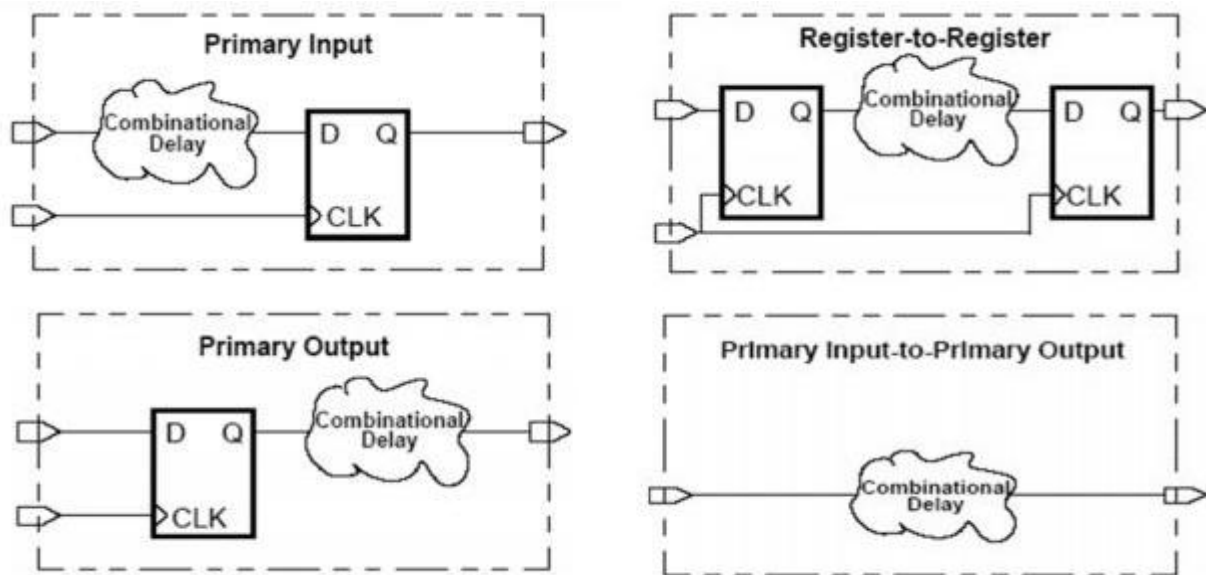 Primary Input
Combinational
Delay
D Q
CLK
Register-to-Register
D Q
Combinational
Delay
D Q
CLK
CLK
Primary Output
D Q
Combinational
Delay
CLK
Primary Input-to-Primary Output
Combinational
Delay